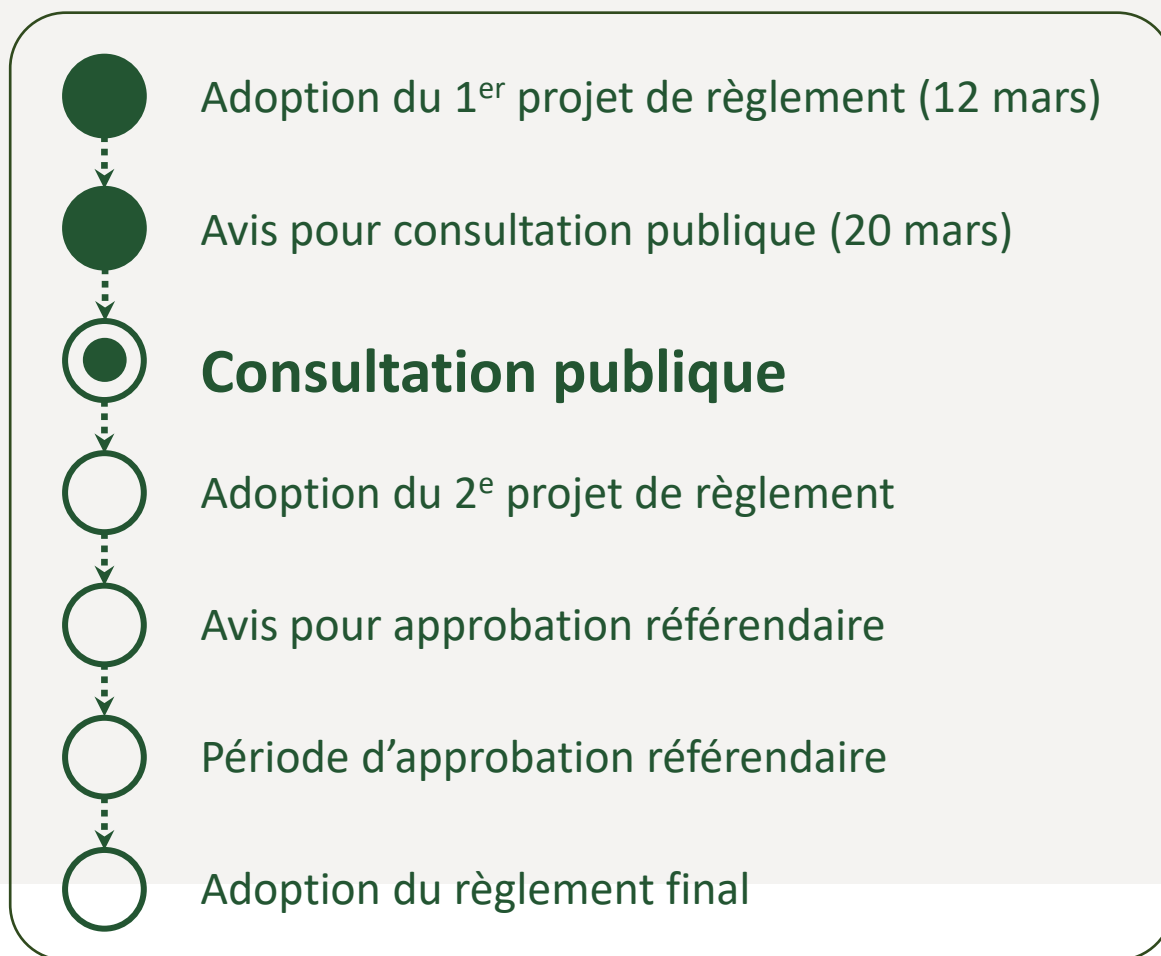 Adoption du 1er projet de règlement (12 mars)
Avis pour consultation publique (20 mars)
Consultation publique
Adoption du 2e projet de règlement
Avis pour approbation référendaire
Période d’approbation référendaire
Adoption du règlement final